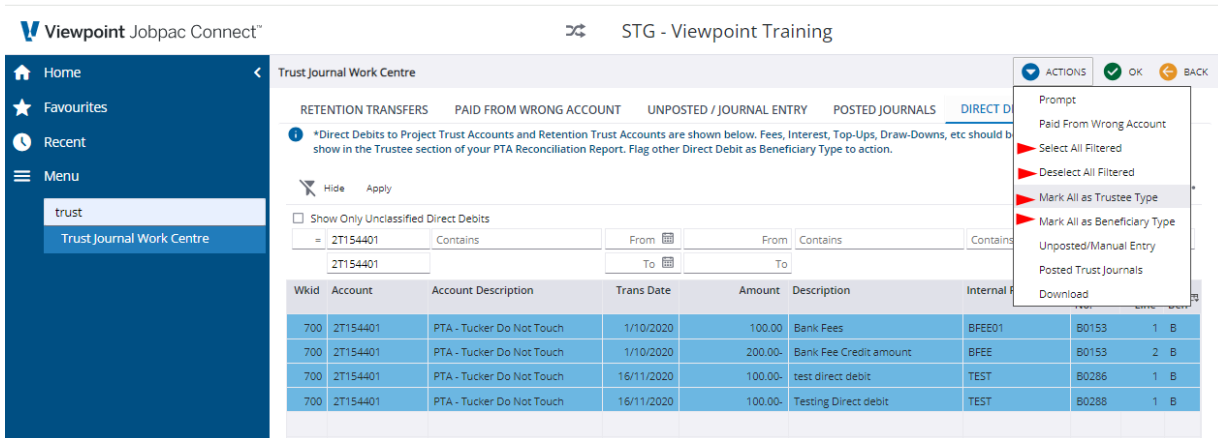 Viewpoint Jobpac Connect™
STG - Viewpoint Training
Home
Favourites
Recent
Menu
trust
Trust Journal Work Centre
Trust Journal Work Centre
ACTIONS OK BACK
RETENTION TRANSFERS PAID FROM WRONG ACCOUNT UNPOSTED / JOURNAL ENTRY POSTED JOURNALS DIRECT
*Direct Debits to Project Trust Accounts and Retention Trust Accounts are shown below. Fees, Interest, Top-Ups, Draw-Downs, etc should
show in the Trustee section of your PTA Reconciliation Report. Flag other Direct Debit as Beneficiary Type to action.
Prompt
Paid From Wrong Account
Select All Filtered
Deselect All Filtered
Mark All as Trustee Type
Mark All as Beneficiary Type
Unposted/Manual Entry
Posted Trust Journals
Download
Hide Apply
Show Only Unclassified Direct Debits
= 2T154401 Contains From From Contains Contains
2T154401 To To
Wkid Account Account Description Trans Date Amount Description Internal
700 2T154401 PTA - Tucker Do Not Touch 1/10/2020 100.00 Bank Fees BFEE01 B0153 1 B
700 2T154401 PTA - Tucker Do Not Touch 1/10/2020 200.00- Bank Fee Credit amount BFEE B0153 2 B
700 2T154401 PTA - Tucker Do Not Touch 16/11/2020 100.00- test direct debit TEST B0286 1 B
700 2T154401 PTA - Tucker Do Not Touch 16/11/2020 100.00- Testing Direct debit TEST B0288 1 B